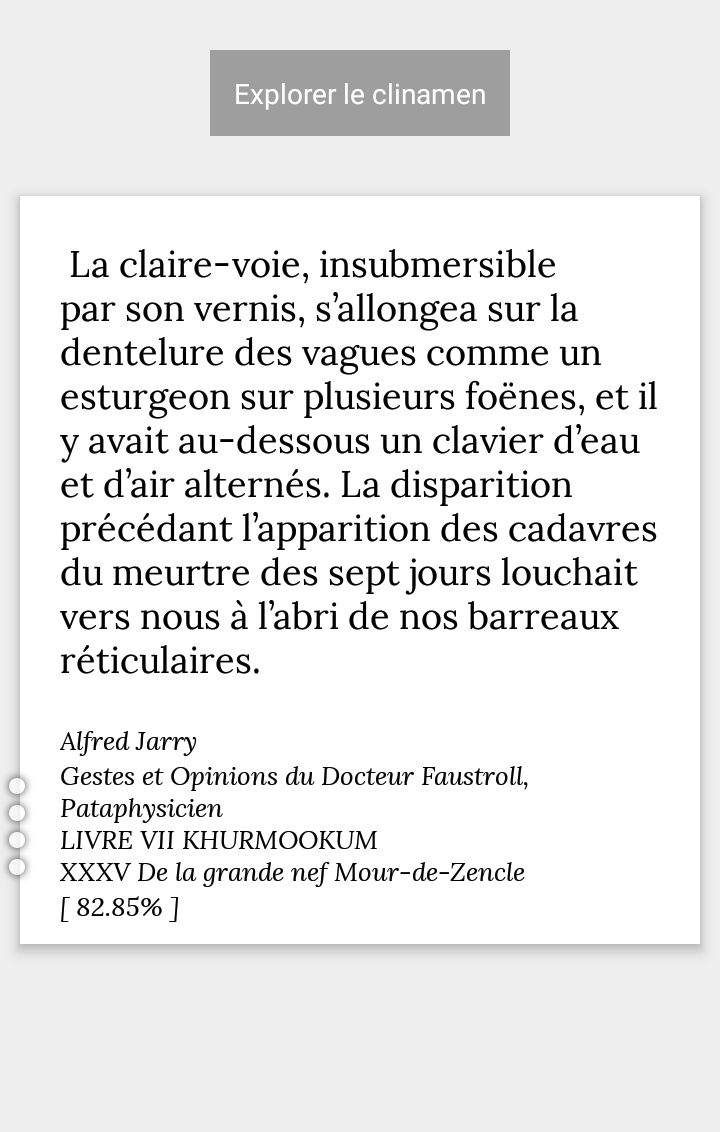 Explorer le clinamen
La claire-voie, insubmersible
par son vernis, s’allongea sur la
dentelure des vagues comme un
esturgeon sur plusieurs foënes, et il
y avait au-dessous un clavier d’eau
et d’air alternés. La disparition
précédant l’apparition des cadavres
du meurtre des sept jours louchait
vers nous à l’abri de nos barreaux
réticulaires.
Alfred Jarry
Gestes et Opinions du Docteur Faustroll,
Pataphysicien
LIVRE VII KHURMOOKUM
XXXV De la grande nef Mour-de-Zencle
[ 82.85% ]